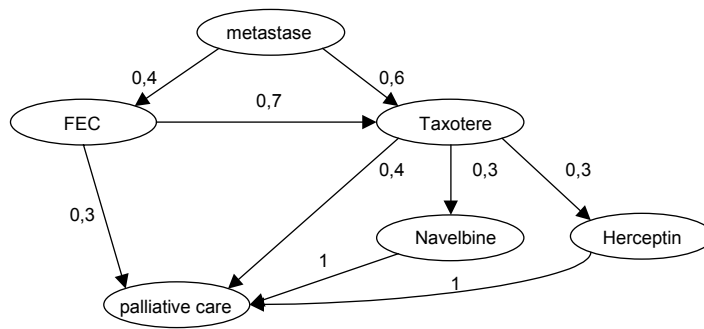 metastase
0,4
0,6
FEC
0,7
Taxotere
0,3
0,4
0,3
0,3
Navelbine
Herceptin
1
1
palliative care